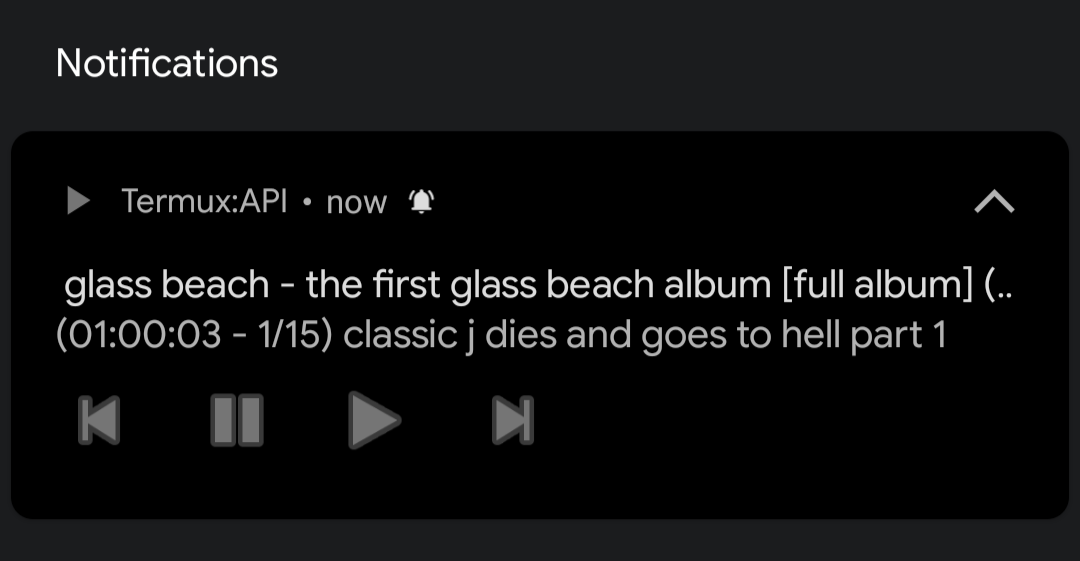 Notifications
Termux:API • now
glass beach - the first glass beach album [full album] (..
(01:00:03 - 1/15) classic j dies and goes to hell part 1